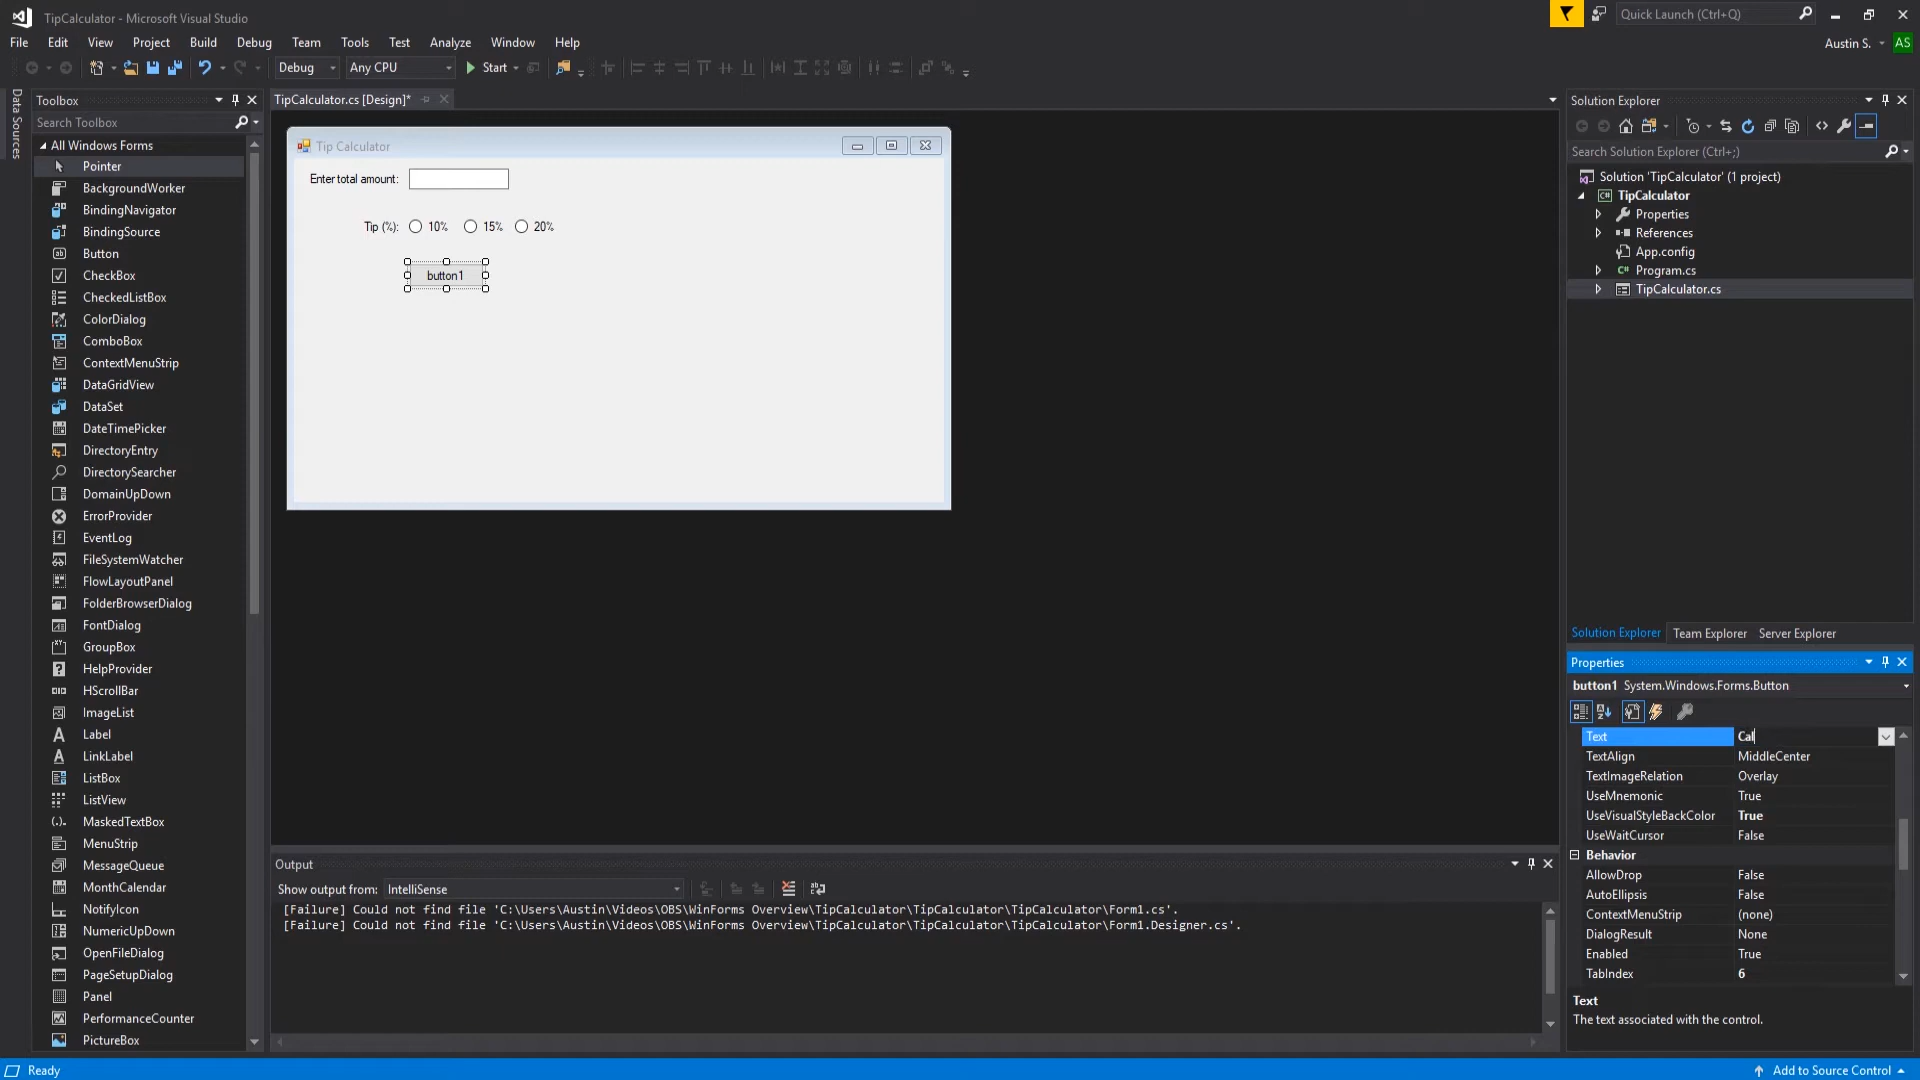 TipCalculator - Microsoft Visual Studio
Quick Launch (Ctrl+Q)
File Edit View Project Build Debug Team Tools Test Analyze Window Help
Austin S. AS
Debug Any CPU Start
Data Sources
Toolbox
Search Toolbox
All Windows Forms
Pointer
BackgroundWorker
BindingNavigator
BindingSource
Button
CheckBox
CheckedListBox
ColorDialog
ComboBox
ContextMenuStrip
DataGridView
DataSet
DateTimePicker
DirectoryEntry
DirectorySearcher
DomainUpDown
ErrorProvider
EventLog
FileSystemWatcher
FlowLayoutPanel
FolderBrowserDialog
FontDialog
GroupBox
HelpProvider
HScrollBar
ImageList
Label
LinkLabel
ListBox
ListView
MaskedTextBox
MenuStrip
MessageQueue
MonthCalendar
NotifyIcon
NumericUpDown
OpenFileDialog
PageSetupDialog
Panel
PerformanceCounter
PictureBox
TipCalculator.cs [Design]*
Tip Calculator
Enter total amount:
Tip (%): 10% 15% 20%
button1
Output
Show output from: IntelliSense
[Failure] Could not find file 'C:\Users\Austin\Videos\OBS\WinForms Overview\TipCalculator\TipCalculator\TipCalculator\Form1.cs'.
[Failure] Could not find file 'C:\Users\Austin\Videos\OBS\WinForms Overview\TipCalculator\TipCalculator\TipCalculator\Form1.Designer.cs'.
Solution Explorer
Search Solution Explorer (Ctrl+;)
Solution 'TipCalculator' (1 project)
TipCalculator
Properties
References
App.config
Program.cs
TipCalculator.cs
Solution Explorer Team Explorer Server Explorer
Properties
button1 System.Windows.Forms.Button
Text Cal
TextAlign MiddleCenter
TextImageRelation Overlay
UseMnemonic True
UseVisualStyleBackColor True
UseWaitCursor False
Behavior
AllowDrop False
AutoEllipsis False
ContextMenuStrip (none)
DialogResult None
Enabled True
TabIndex 6
Text
The text associated with the control.
Ready
Add to Source Control